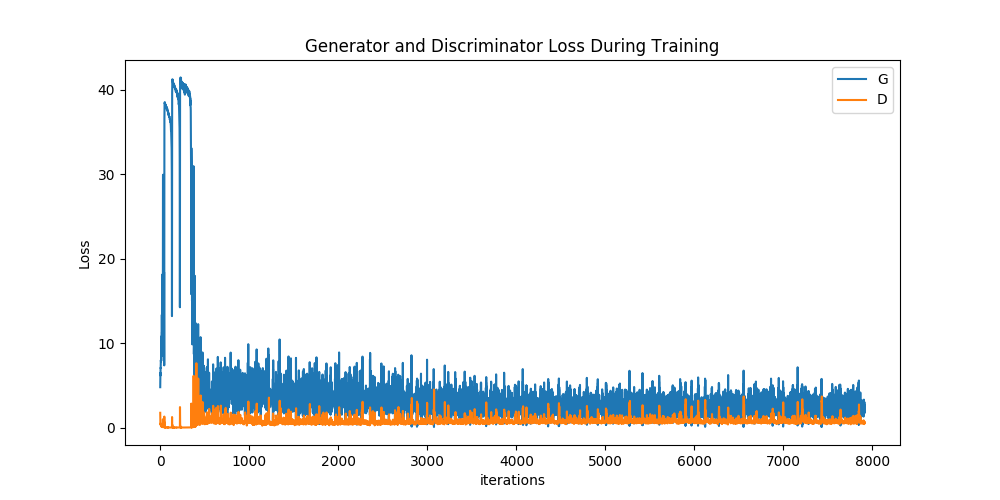 Generator and Discriminator Loss During Training
G
D
40
30
20
10
0
Loss
0 1000 2000 3000 4000 5000 6000 7000 8000
iterations